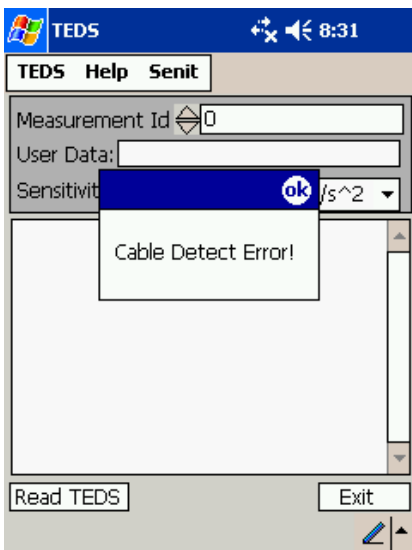 TEDS 8:31
TEDS Help Senit
Measurement Id 0
User Data:
Sensitivit /s^2
ok
Cable Detect Error!
Read TEDS Exit